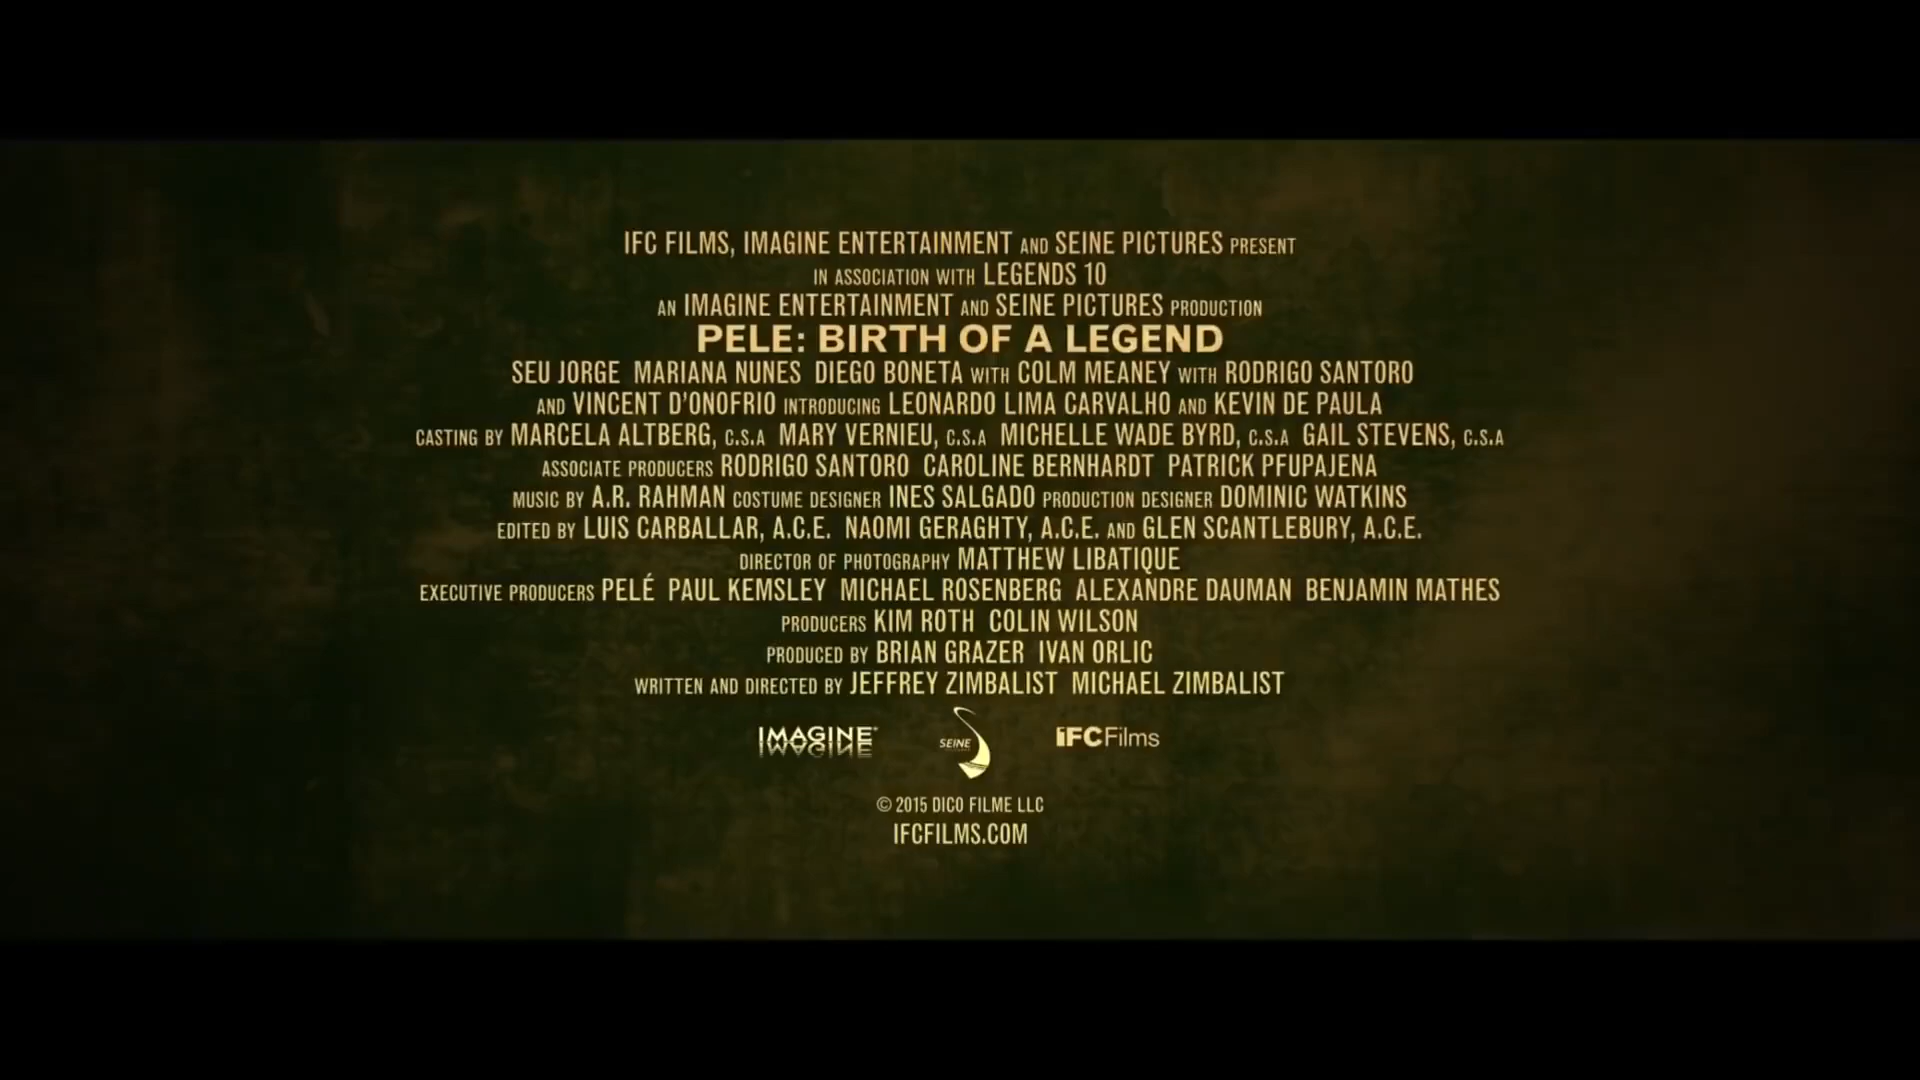 IFC FILMS, IMAGINE ENTERTAINMENT AND SEINE PICTURES PRESENT
IN ASSOCIATION WITH LEGENDS 10
AN IMAGINE ENTERTAINMENT AND SEINE PICTURES PRODUCTION
PELE: BIRTH OF A LEGEND
SEU JORGE MARIANA NUNES DIEGO BONETA WITH COLM MEANEY WITH RODRIGO SANTORO
AND VINCENT D'ONOFRIO INTRODUCING LEONARDO LIMA CARVALHO AND KEVIN DE PAULA
CASTING BY MARCELA ALTBERG, C.S.A MARY VERNIEU, C.S.A MICHELLE WADE BYRD, C.S.A GAIL STEVENS, C.S.A
ASSOCIATE PRODUCERS RODRIGO SANTORO CAROLINE BERNHARDT PATRICK PFUPAJENA
MUSIC BY A.R. RAHMAN COSTUME DESIGNER INES SALGADO PRODUCTION DESIGNER DOMINIC WATKINS
EDITED BY LUIS CARBALLAR, A.C.E. NAOMI GERAGHTY, A.C.E. AND GLEN SCANTLEBURY, A.C.E.
DIRECTOR OF PHOTOGRAPHY MATTHEW LIBATIQUE
EXECUTIVE PRODUCERS PELÉ PAUL KEMSLEY MICHAEL ROSENBERG ALEXANDRE DAUMAN BENJAMIN MATHES
PRODUCERS KIM ROTH COLIN WILSON
PRODUCED BY BRIAN GRAZER IVAN ORLIC
WRITTEN AND DIRECTED BY JEFFREY ZIMBALIST MICHAEL ZIMBALIST
IMAGINE SEINE IFC Films
© 2015 DICO FILME LLC
IFCFILMS.COM